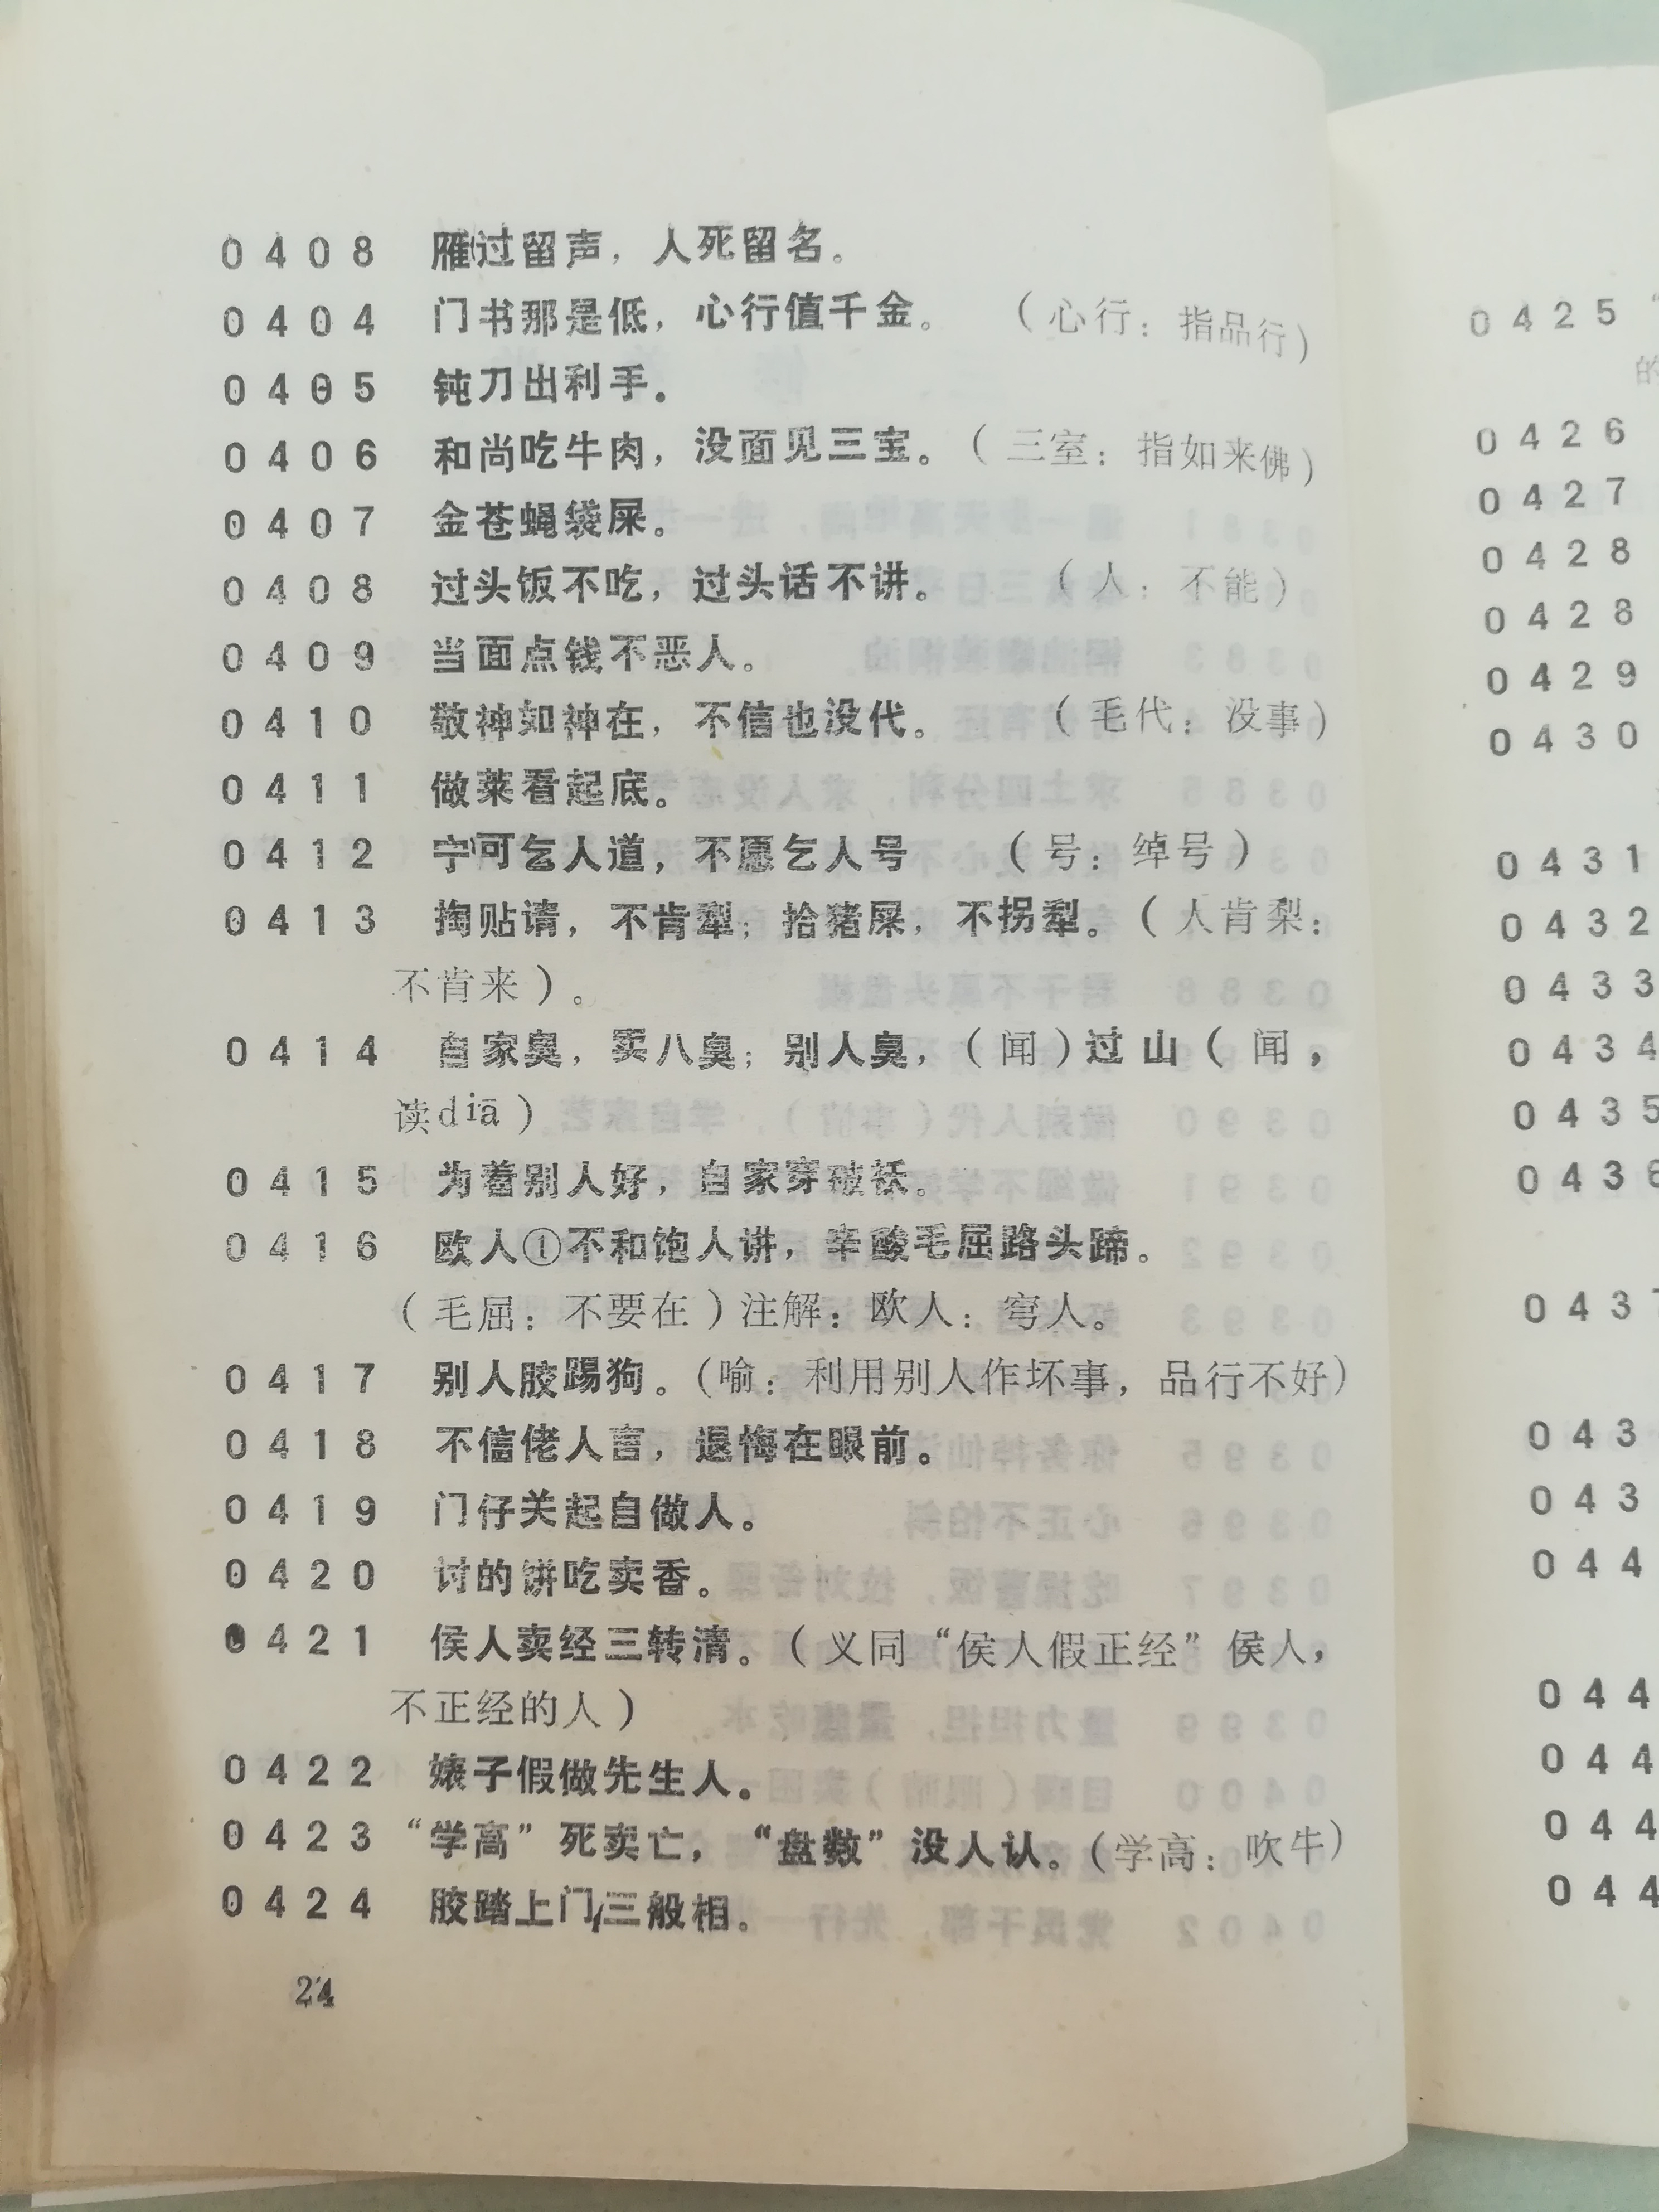 0408 雁过留声，人死留名。
0404 门书那是低，心行值千金。（心行：指品行）
0405 钝刀出利手。
0406 和尚吃牛肉，没面见三宝。（三室：指如来佛）
0407 金苍蝇袋屎。
0408 过头饭不吃，过头话不讲。（人：不能）
0409 当面点钱不恶人。
0410 敬神如神在，不信也没代。（毛代：没事）
0411 做菜看起底。
0412 宁可乞人道，不愿乞人号（号：绰号）
0413 掏贴请，不肯犁；拾猪屎，不拐犁。（人肯梨：
不肯来）。
0414 自家臭，卖八臭；别人臭，（闻）过山（闻，
读diā）
0415 为着别人好，自家穿破袄。
0416 欧人①不和饱人讲，辛酸毛屈路头蹄。
（毛屈：不要在）注解：欧人：穷人。
0417 别人胶踢狗。（喻：利用别人作坏事，品行不好）
0418 不信佬人言，退悔在眼前。
0419 门仔关起自做人。
0420 讨的饼吃卖香。
0421 侯人卖经三转清。（义同“侯人假正经”侯人，
不正经的人）
0422 婊子假做先生人。
0423 “学高”死卖亡，“盘数”没人认。（学高：吹牛）
0424 胶踏上门三般相。
24
0425 “
的
0426
0427
0428
0428
0429
0430
0431
0432
0433
0434
0435
0436
0437
043
043
044
044
044
044
044